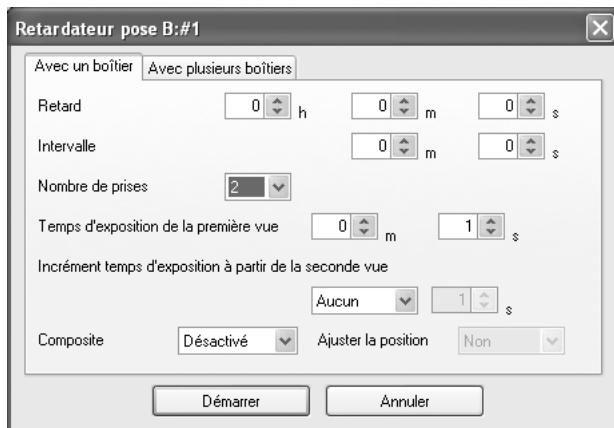 Retardateur pose B:#1
Avec un boîtier Avec plusieurs boîtiers
Retard 0 h 0 m 0 s
Intervalle 0 m 0 s
Nombre de prises 2
Temps d'exposition de la première vue 0 m 1 s
Incrément temps d'exposition à partir de la seconde vue
Aucun 1 s
Composite Désactivé Ajuster la position Non
Démarrer Annuler